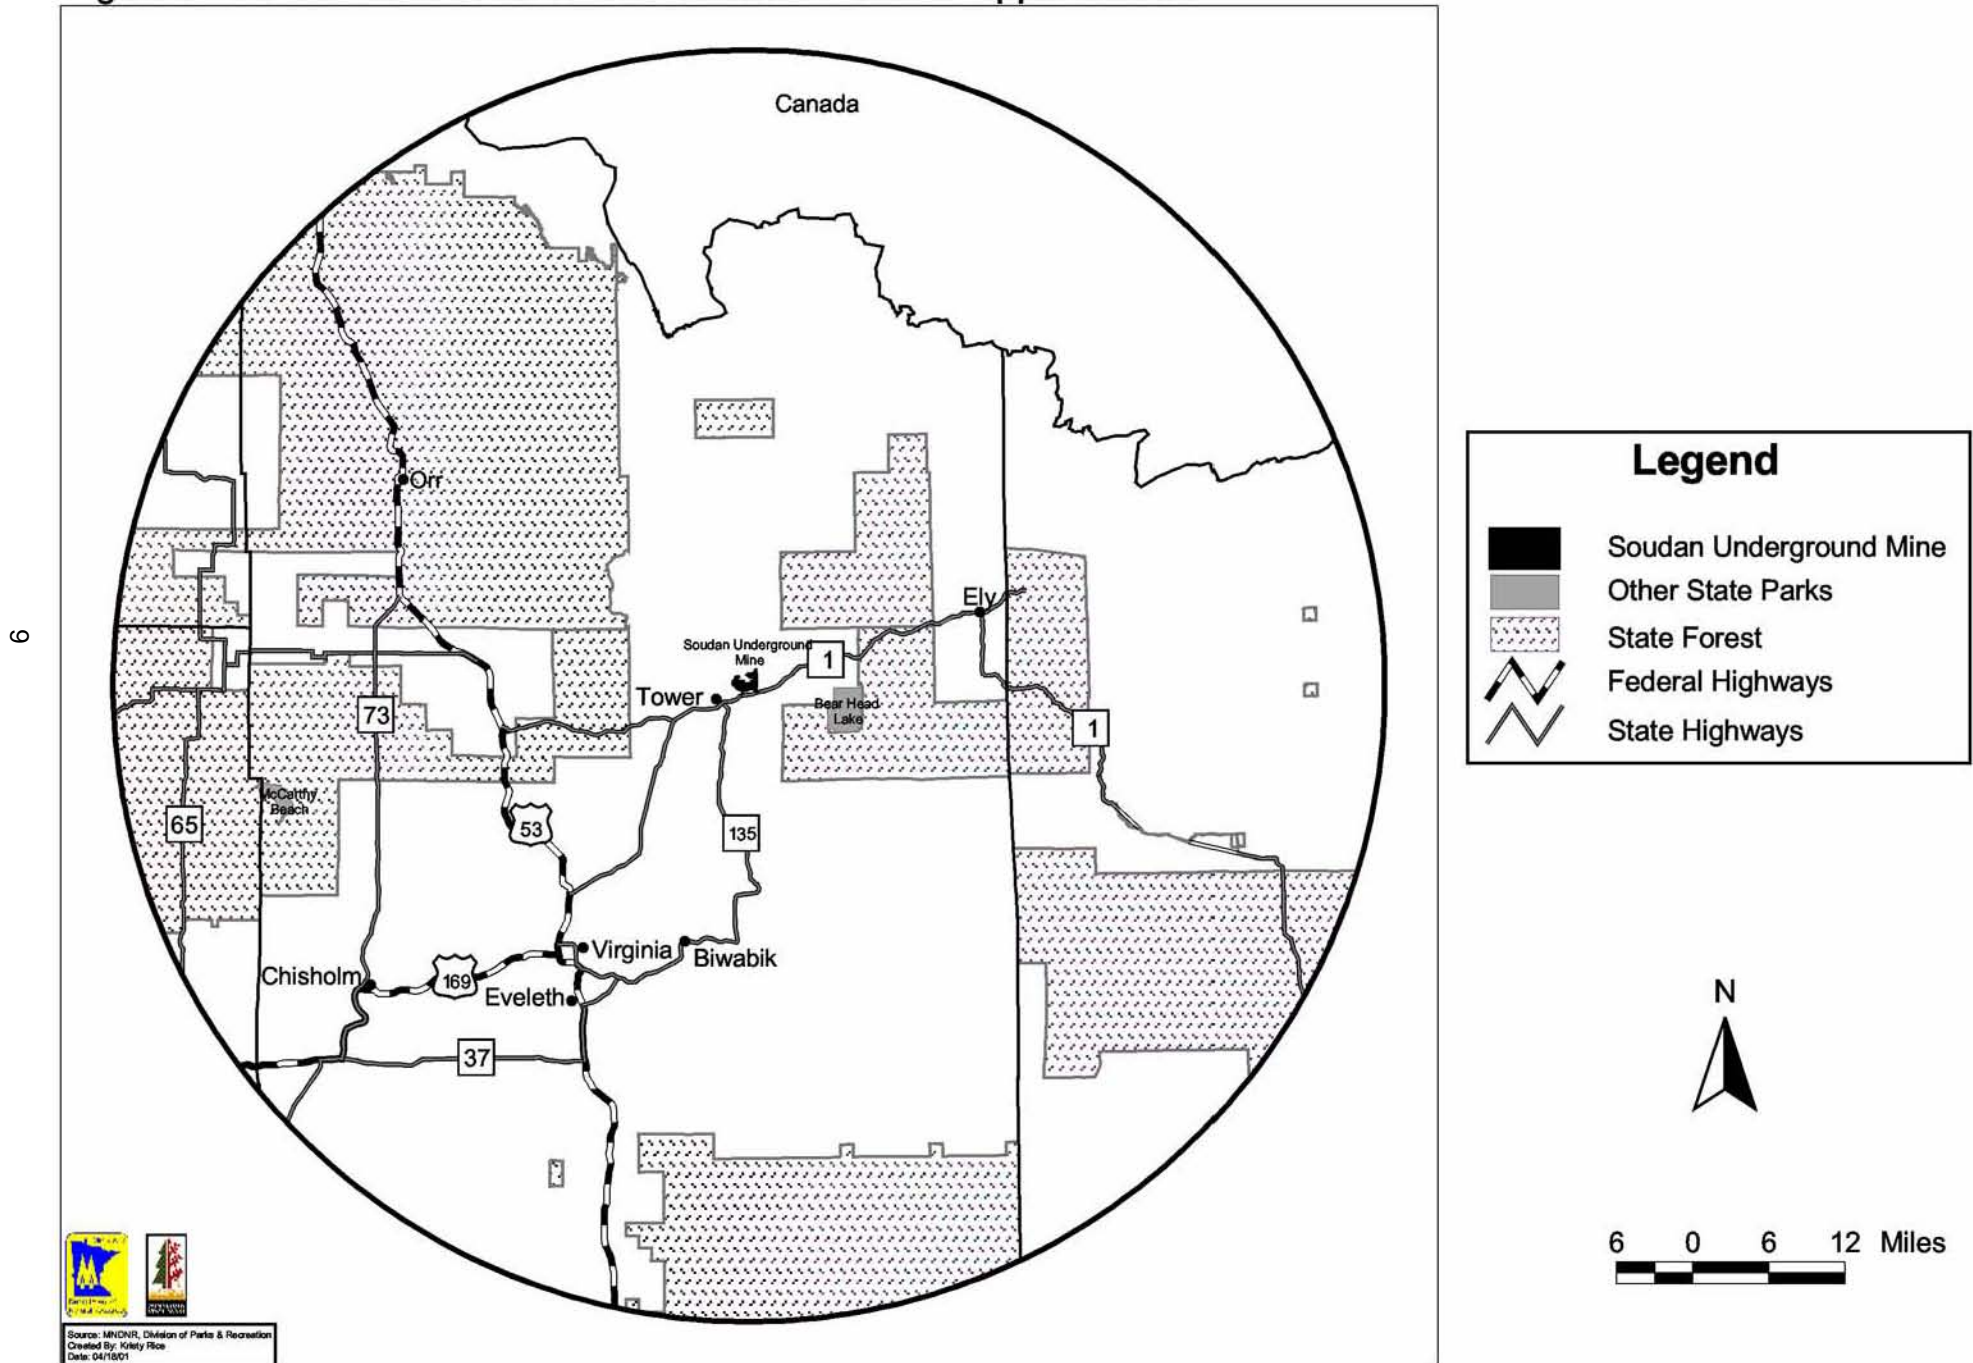 Canada
Orr
Ely
Soudan Underground
Mine
1
Tower
Bear Head
Lake
73
1
McCarthy
Beach
65
53
135
Virginia
Biwabik
Chisholm
169
Eveleth
37
Legend
Soudan Underground Mine
Other State Parks
State Forest
Federal Highways
State Highways
N
6 0 6 12 Miles
Source: MNDNR, Division of Parks & Recreation
Created By: Kristy Rice
Date: 04/18/01